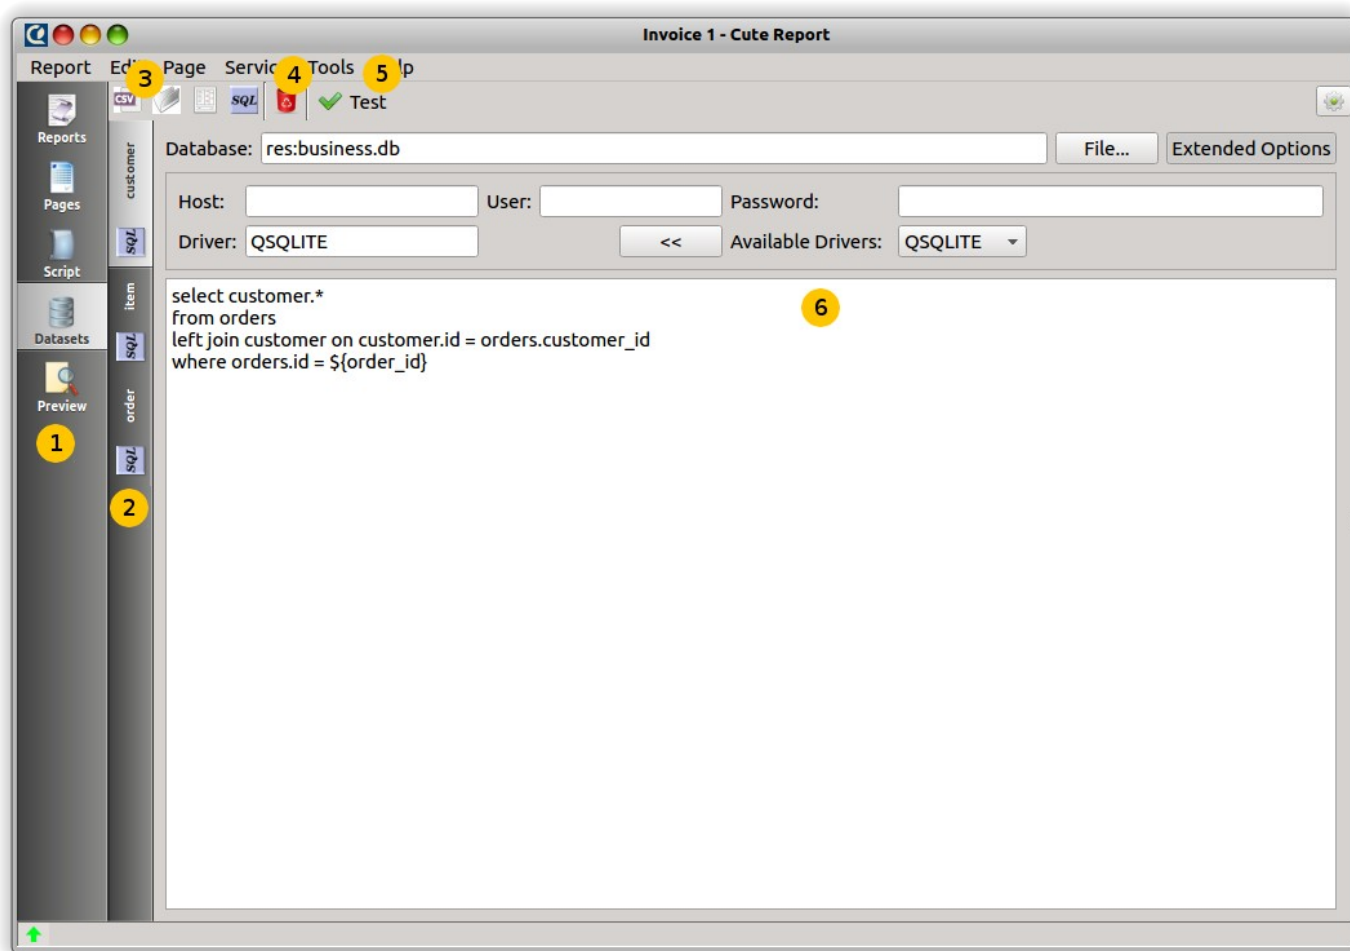 Invoice 1 - Cute Report
Report Page Tools
3 4 5
CSV SQL Test
Reports
Pages
Script
Datasets
Preview
1
customer
SQL
item
SQL
order
SQL
2
Database: res:business.db File... Extended Options
Host: User: Password:
Driver: QSQLITE << Available Drivers: QSQLITE
select customer.*
from orders
left join customer on customer.id = orders.customer_id
where orders.id = ${order_id}
6